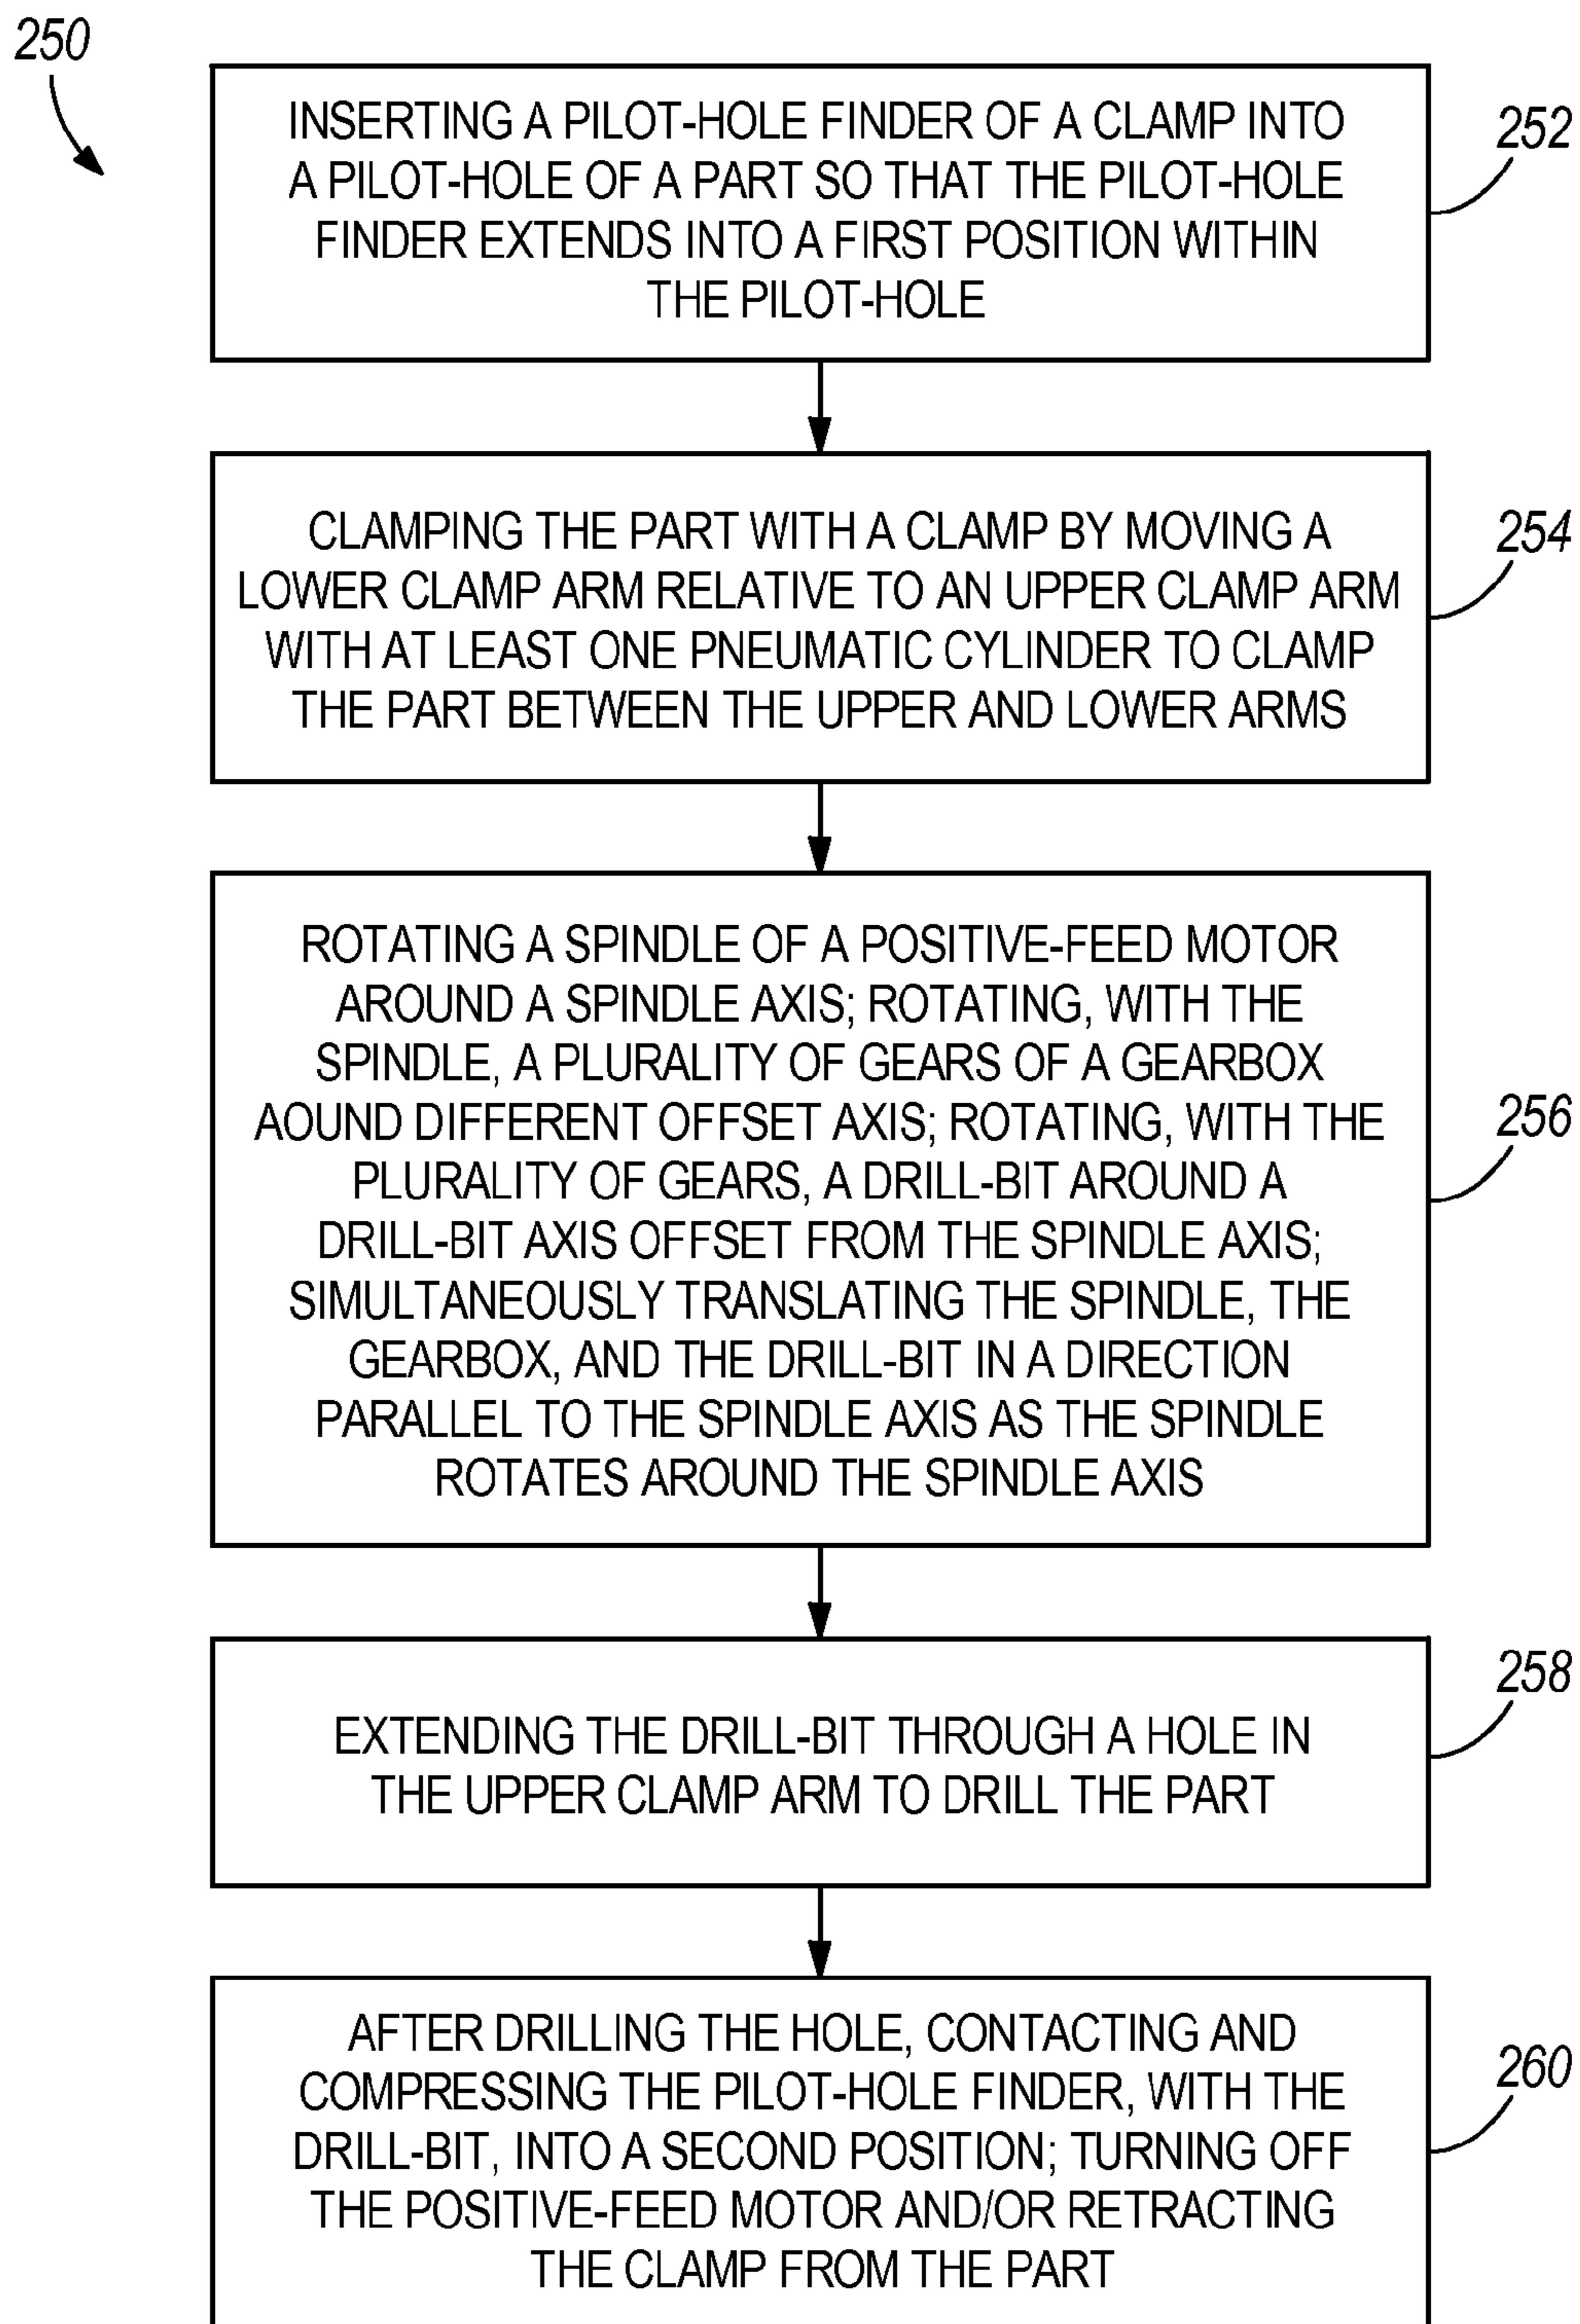 250
INSERTING A PILOT-HOLE FINDER OF A CLAMP INTO
A PILOT-HOLE OF A PART SO THAT THE PILOT-HOLE
FINDER EXTENDS INTO A FIRST POSITION WITHIN
THE PILOT-HOLE
252
CLAMPING THE PART WITH A CLAMP BY MOVING A
LOWER CLAMP ARM RELATIVE TO AN UPPER CLAMP ARM
WITH AT LEAST ONE PNEUMATIC CYLINDER TO CLAMP
THE PART BETWEEN THE UPPER AND LOWER ARMS
254
ROTATING A SPINDLE OF A POSITIVE-FEED MOTOR
AROUND A SPINDLE AXIS; ROTATING, WITH THE
SPINDLE, A PLURALITY OF GEARS OF A GEARBOX
AOUND DIFFERENT OFFSET AXIS; ROTATING, WITH THE
PLURALITY OF GEARS, A DRILL-BIT AROUND A
DRILL-BIT AXIS OFFSET FROM THE SPINDLE AXIS;
SIMULTANEOUSLY TRANSLATING THE SPINDLE, THE
GEARBOX, AND THE DRILL-BIT IN A DIRECTION
PARALLEL TO THE SPINDLE AXIS AS THE SPINDLE
ROTATES AROUND THE SPINDLE AXIS
256
EXTENDING THE DRILL-BIT THROUGH A HOLE IN
THE UPPER CLAMP ARM TO DRILL THE PART
258
AFTER DRILLING THE HOLE, CONTACTING AND
COMPRESSING THE PILOT-HOLE FINDER, WITH THE
DRILL-BIT, INTO A SECOND POSITION; TURNING OFF
THE POSITIVE-FEED MOTOR AND/OR RETRACTING
THE CLAMP FROM THE PART
260